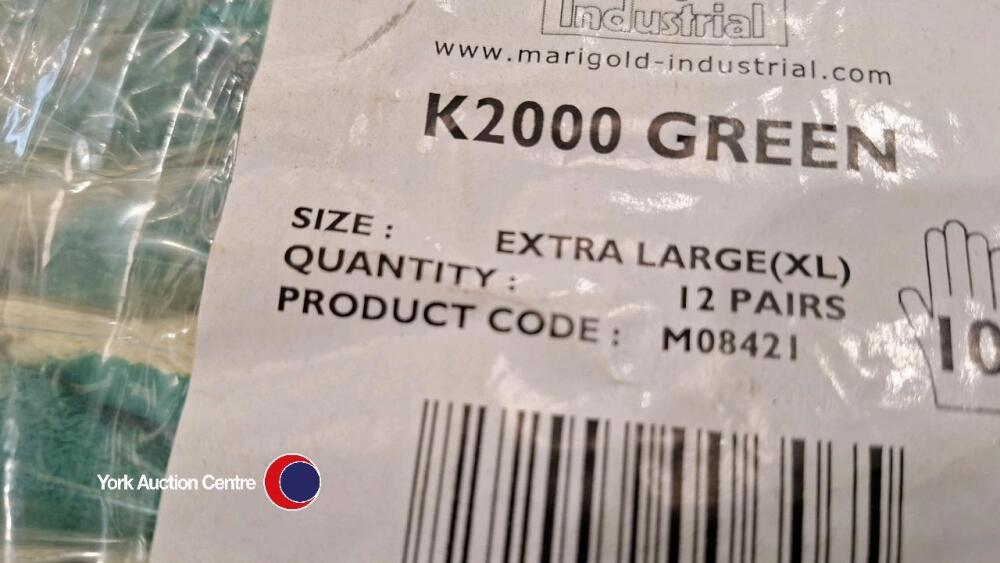 Industrial
www.marigold-industrial.com
K2000 GREEN
SIZE : EXTRA LARGE(XL)
QUANTITY : 12 PAIRS
PRODUCT CODE : M08421
10
York Auction Centre